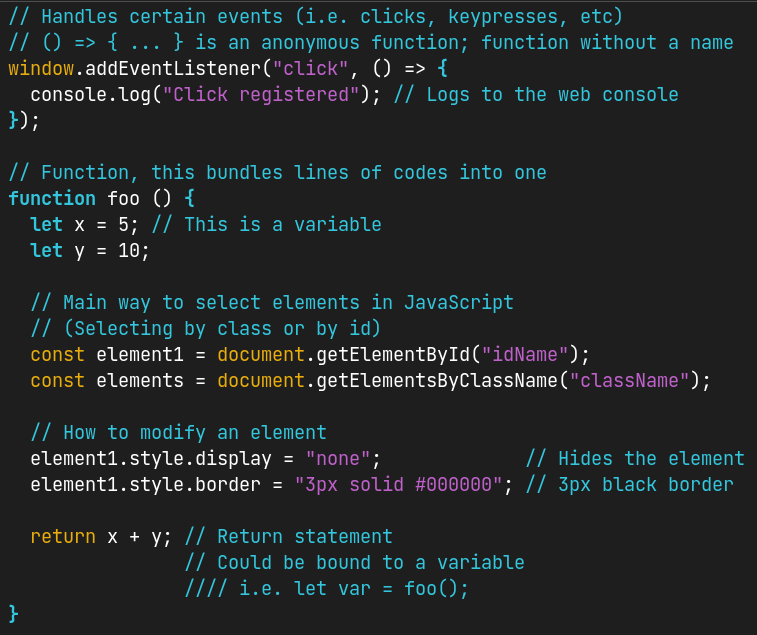 // Handles certain events (i.e. clicks, keypresses, etc)
// () => { ... } is an anonymous function; function without a name
window.addEventListener("click", () => {
  console.log("Click registered"); // Logs to the web console
});

// Function, this bundles lines of codes into one
function foo () {
  let x = 5; // This is a variable
  let y = 10;

  // Main way to select elements in JavaScript
  // (Selecting by class or by id)
  const element1 = document.getElementById("idName");
  const elements = document.getElementsByClassName("className");

  // How to modify an element
  element1.style.display = "none";             // Hides the element
  element1.style.border = "3px solid #000000"; // 3px black border

  return x + y; // Return statement
                // Could be bound to a variable
                //// i.e. let var = foo();
}